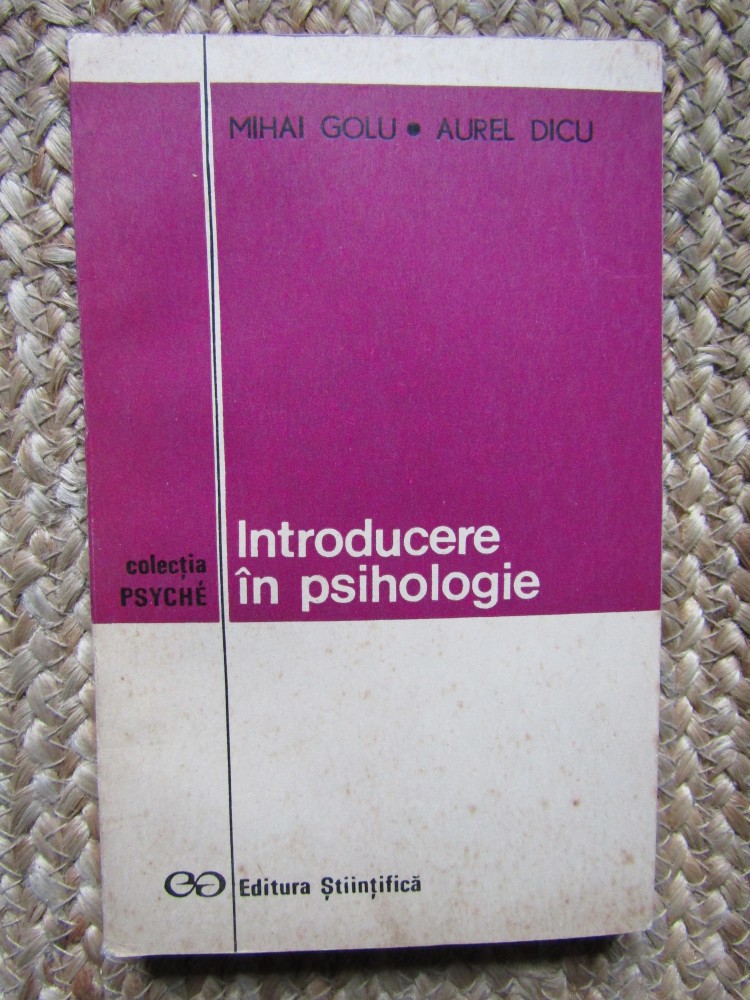 MIHAI GOLU • AUREL DICU
Introducere
în psihologie
colecția
PSYCHÉ
Editura Științifică